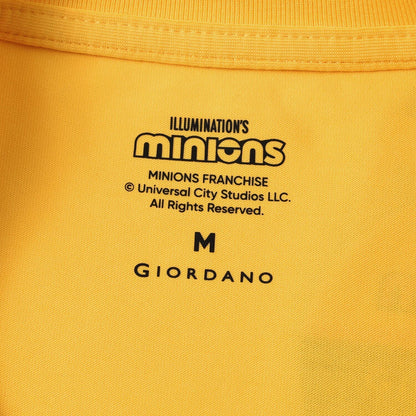 ILLUMINATION'S
minions
MINIONS FRANCHISE
© Universal City Studios LLC.
All Rights Reserved.
M
GIORDANO